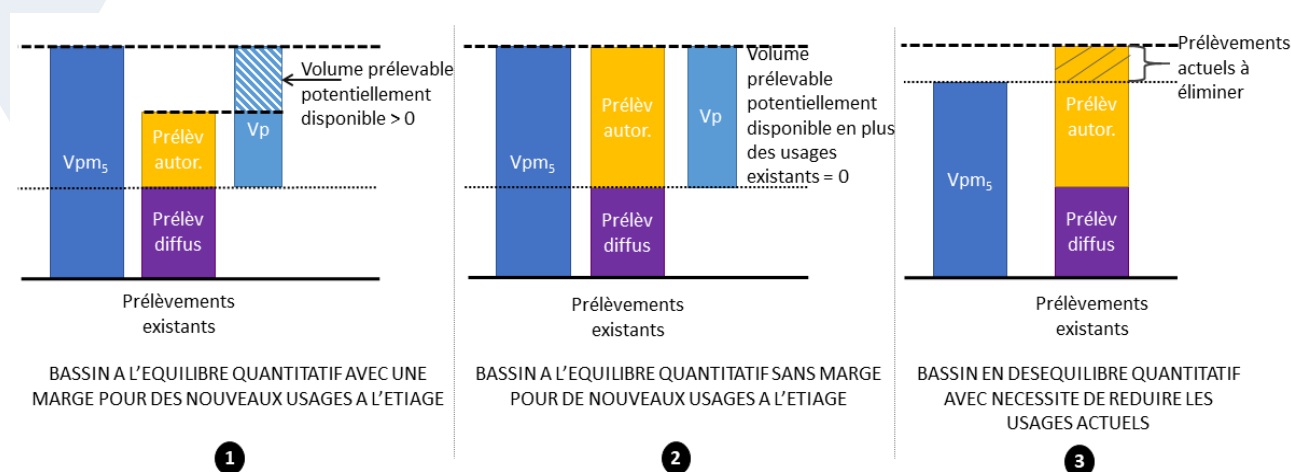 Vpm5
Prélèv
autor.
Prélèv
diffus
Vp
Volume prélevable
potentiellement
disponible > 0
Prélèvements
existants
BASSIN A L’EQUILIBRE QUANTITATIF AVEC UNE
MARGE POUR DES NOUVEAUX USAGES A L’ETIAGE
1
Vpm5
Prélèv
autor.
Prélèv
diffus
Vp
Volume
prélevable
potentiellement
disponible en plus
des usages
existants = 0
Prélèvements
existants
BASSIN A L’EQUILIBRE QUANTITATIF SANS MARGE
POUR DE NOUVEAUX USAGES A L’ETIAGE
2
Vpm5
Prélèv
autor.
Prélèv
diffus
Prélèvements
actuels à
éliminer
Prélèvements
existants
BASSIN EN DESEQUILIBRE QUANTITATIF
AVEC NECESSITE DE REDUIRE LES
USAGES ACTUELS
3